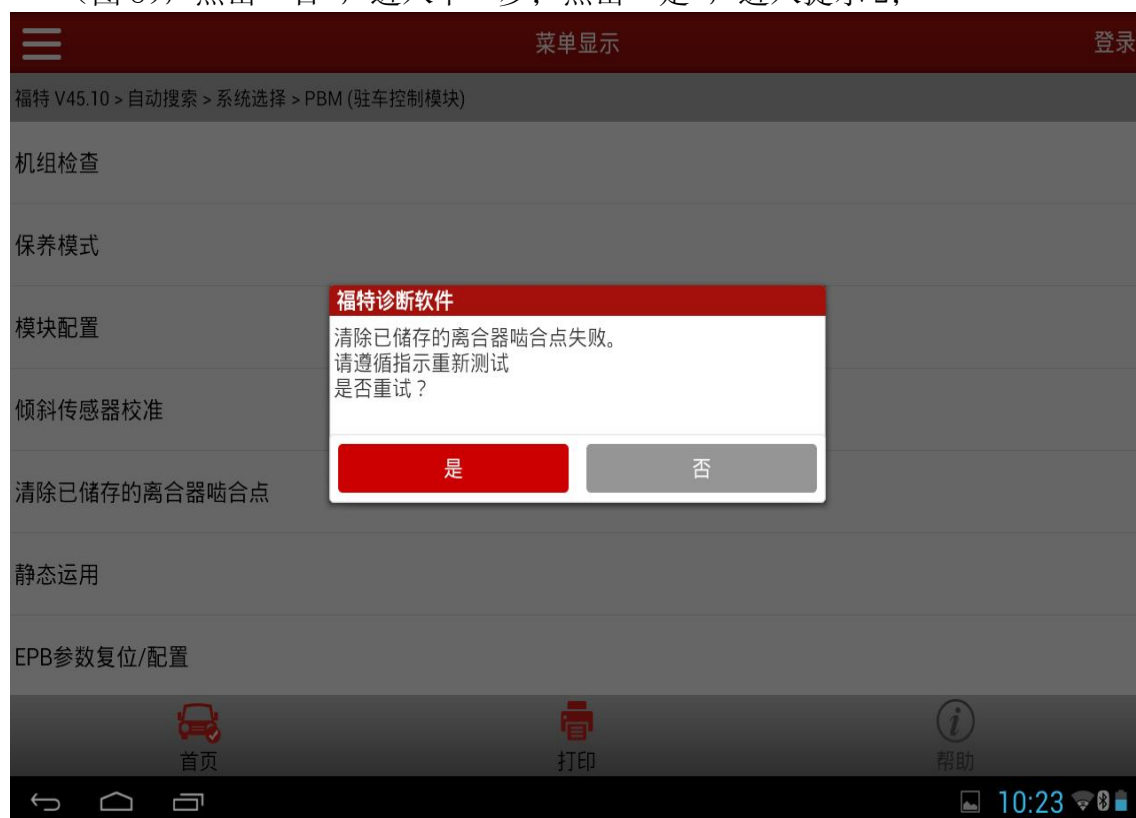 菜单显示
登录
福特 V45.10 > 自动搜索 > 系统选择 > PBM (驻车控制模块)
机组检查
保养模式
模块配置
倾斜传感器校准
清除已储存的离合器啮合点
静态运用
EPB参数复位/配置
福特诊断软件
清除已储存的离合器啮合点失败。
请遵循指示重新测试
是否重试？
是
否
首页
打印
帮助
10:23